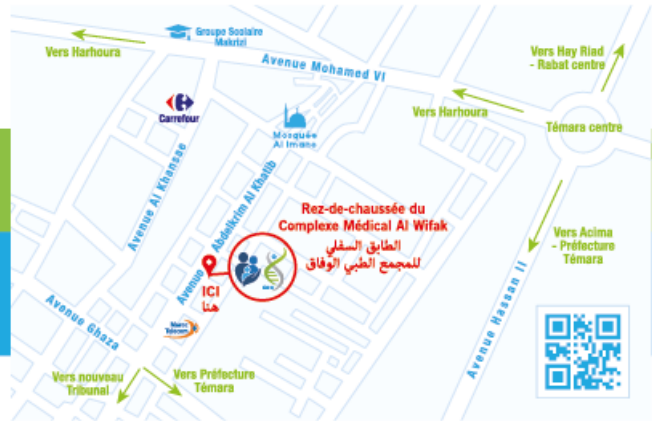 Groupe Scolaire
Makrizi
Vers Harhoura
Avenue Mohamed VI
Vers Hey Riad
- Rabat centre
Carrefour
Vers Harhoura
Témara centre
Mosquée
Al Imane
Avenue Al Khansae
Avenue Abdelkrim Al Khatib
Rez-de-chaussée du
Complexe Médical Al Wifak
الطابق السفلي
للمجمع الطبي الوفاق
Vers Acima
- Préfecture
Témara
ICI
هنا
Avenue Hassan II
Avenue Ghaza
Maroc
Telecom
Vers nouveau
Tribunal
Vers Préfecture
Témara